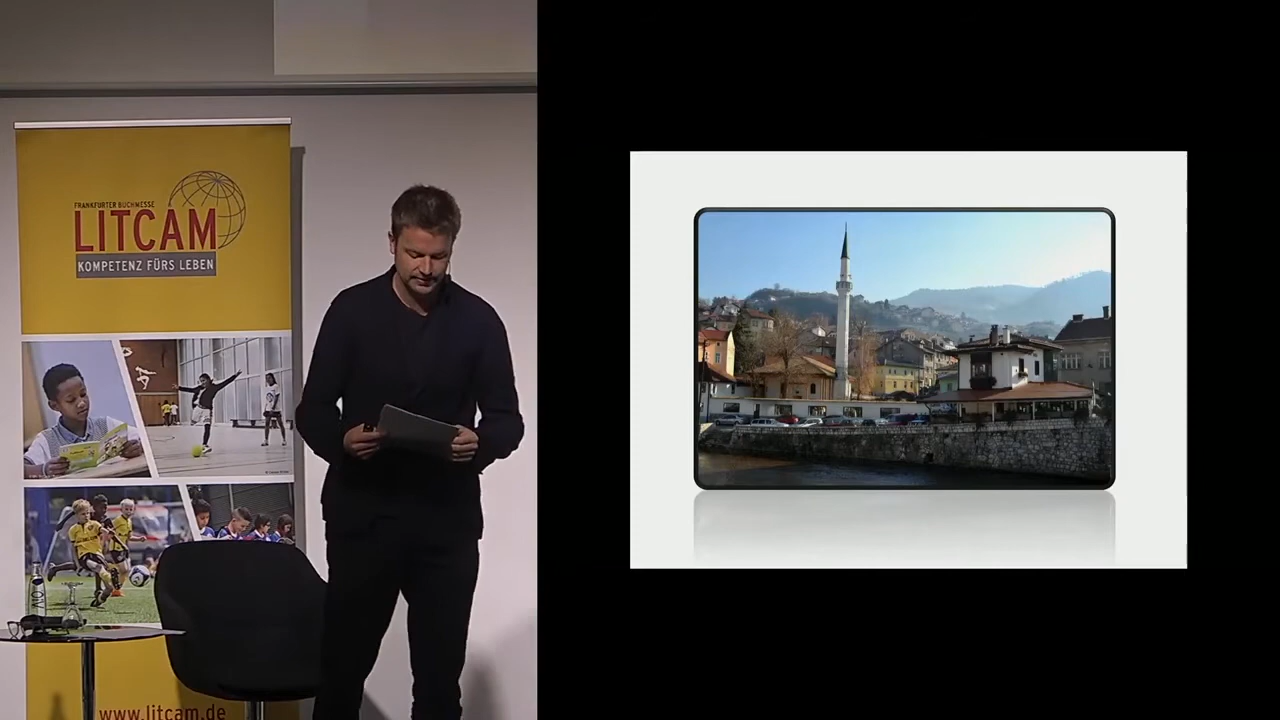 FRANKFURTER BUCHMESSE
LITCAM
KOMPETENZ FÜRS LEBEN
www.litcam.de